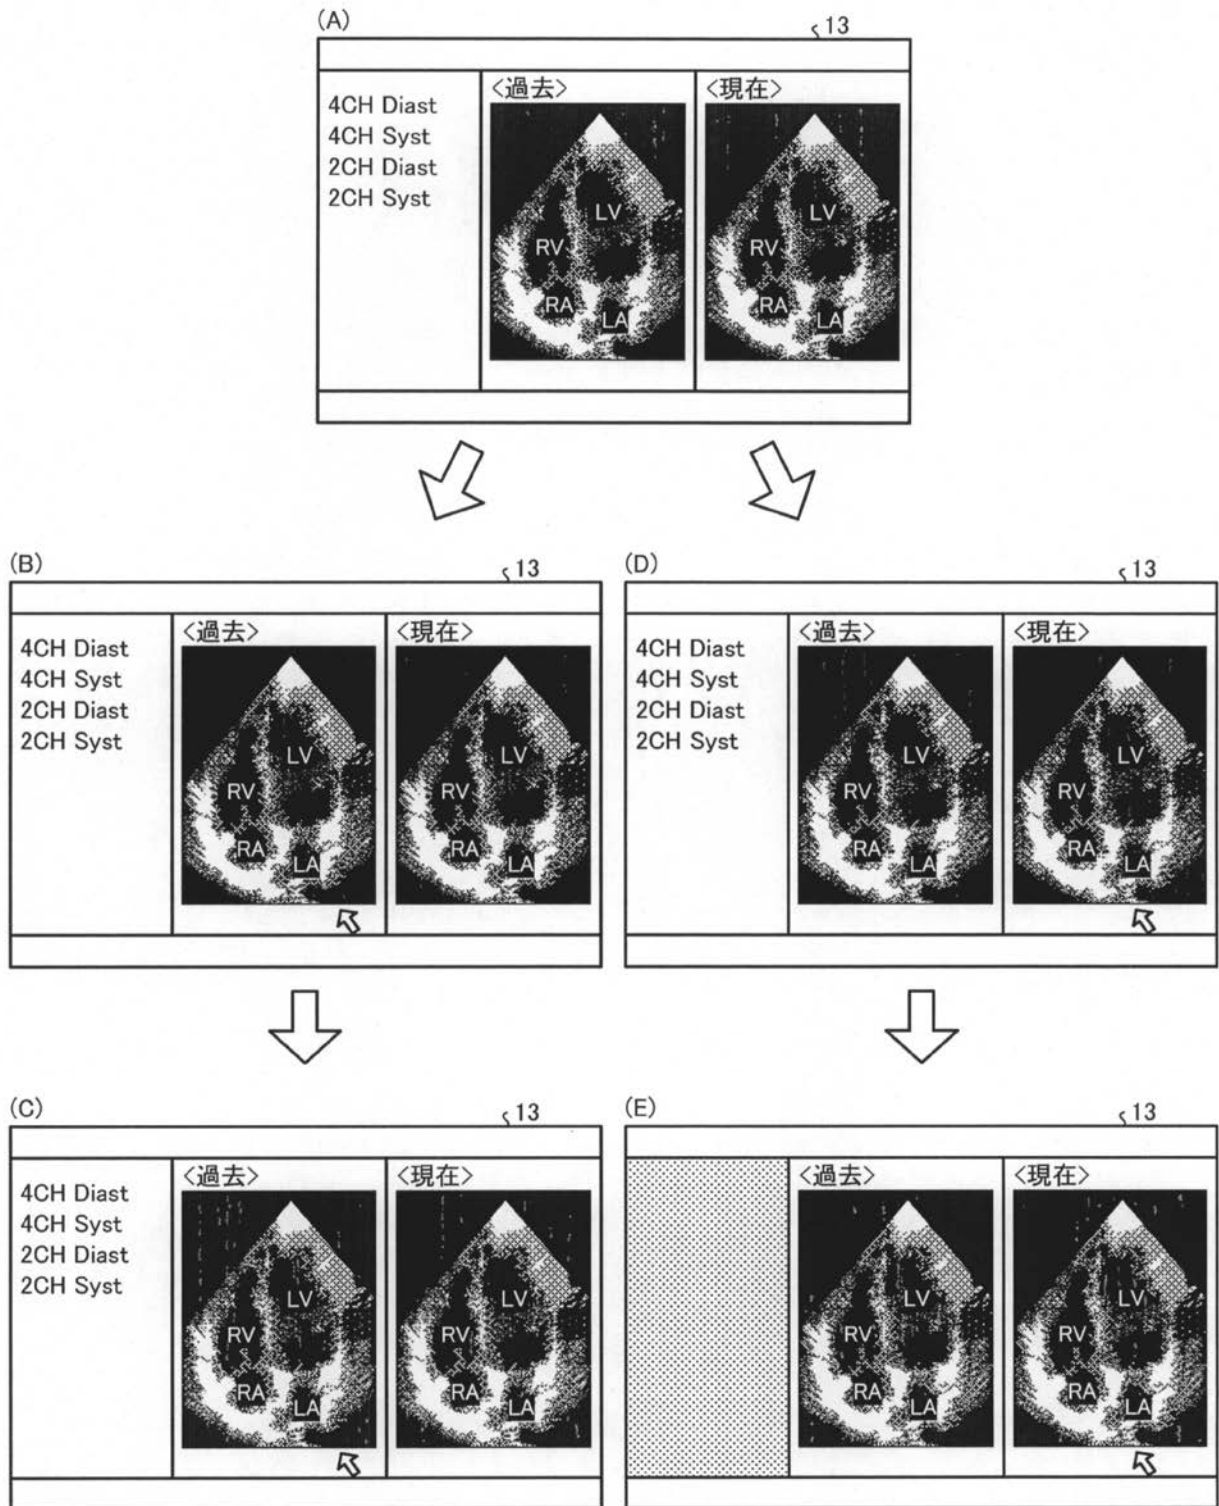 (A)
13
4CH Diast
4CH Syst
2CH Diast
2CH Syst
<過去>
LV
RV
RA
LA
<現在>
LV
RV
RA
LA
(B)
13
4CH Diast
4CH Syst
2CH Diast
2CH Syst
<過去>
LV
RV
RA
LA
<現在>
LV
RV
RA
LA
(D)
13
4CH Diast
4CH Syst
2CH Diast
2CH Syst
<過去>
LV
RV
RA
LA
<現在>
LV
RV
RA
LA
(C)
13
4CH Diast
4CH Syst
2CH Diast
2CH Syst
<過去>
LV
RV
RA
LA
<現在>
LV
RV
RA
LA
(E)
13
<過去>
LV
RV
RA
LA
<現在>
LV
RV
RA
LA